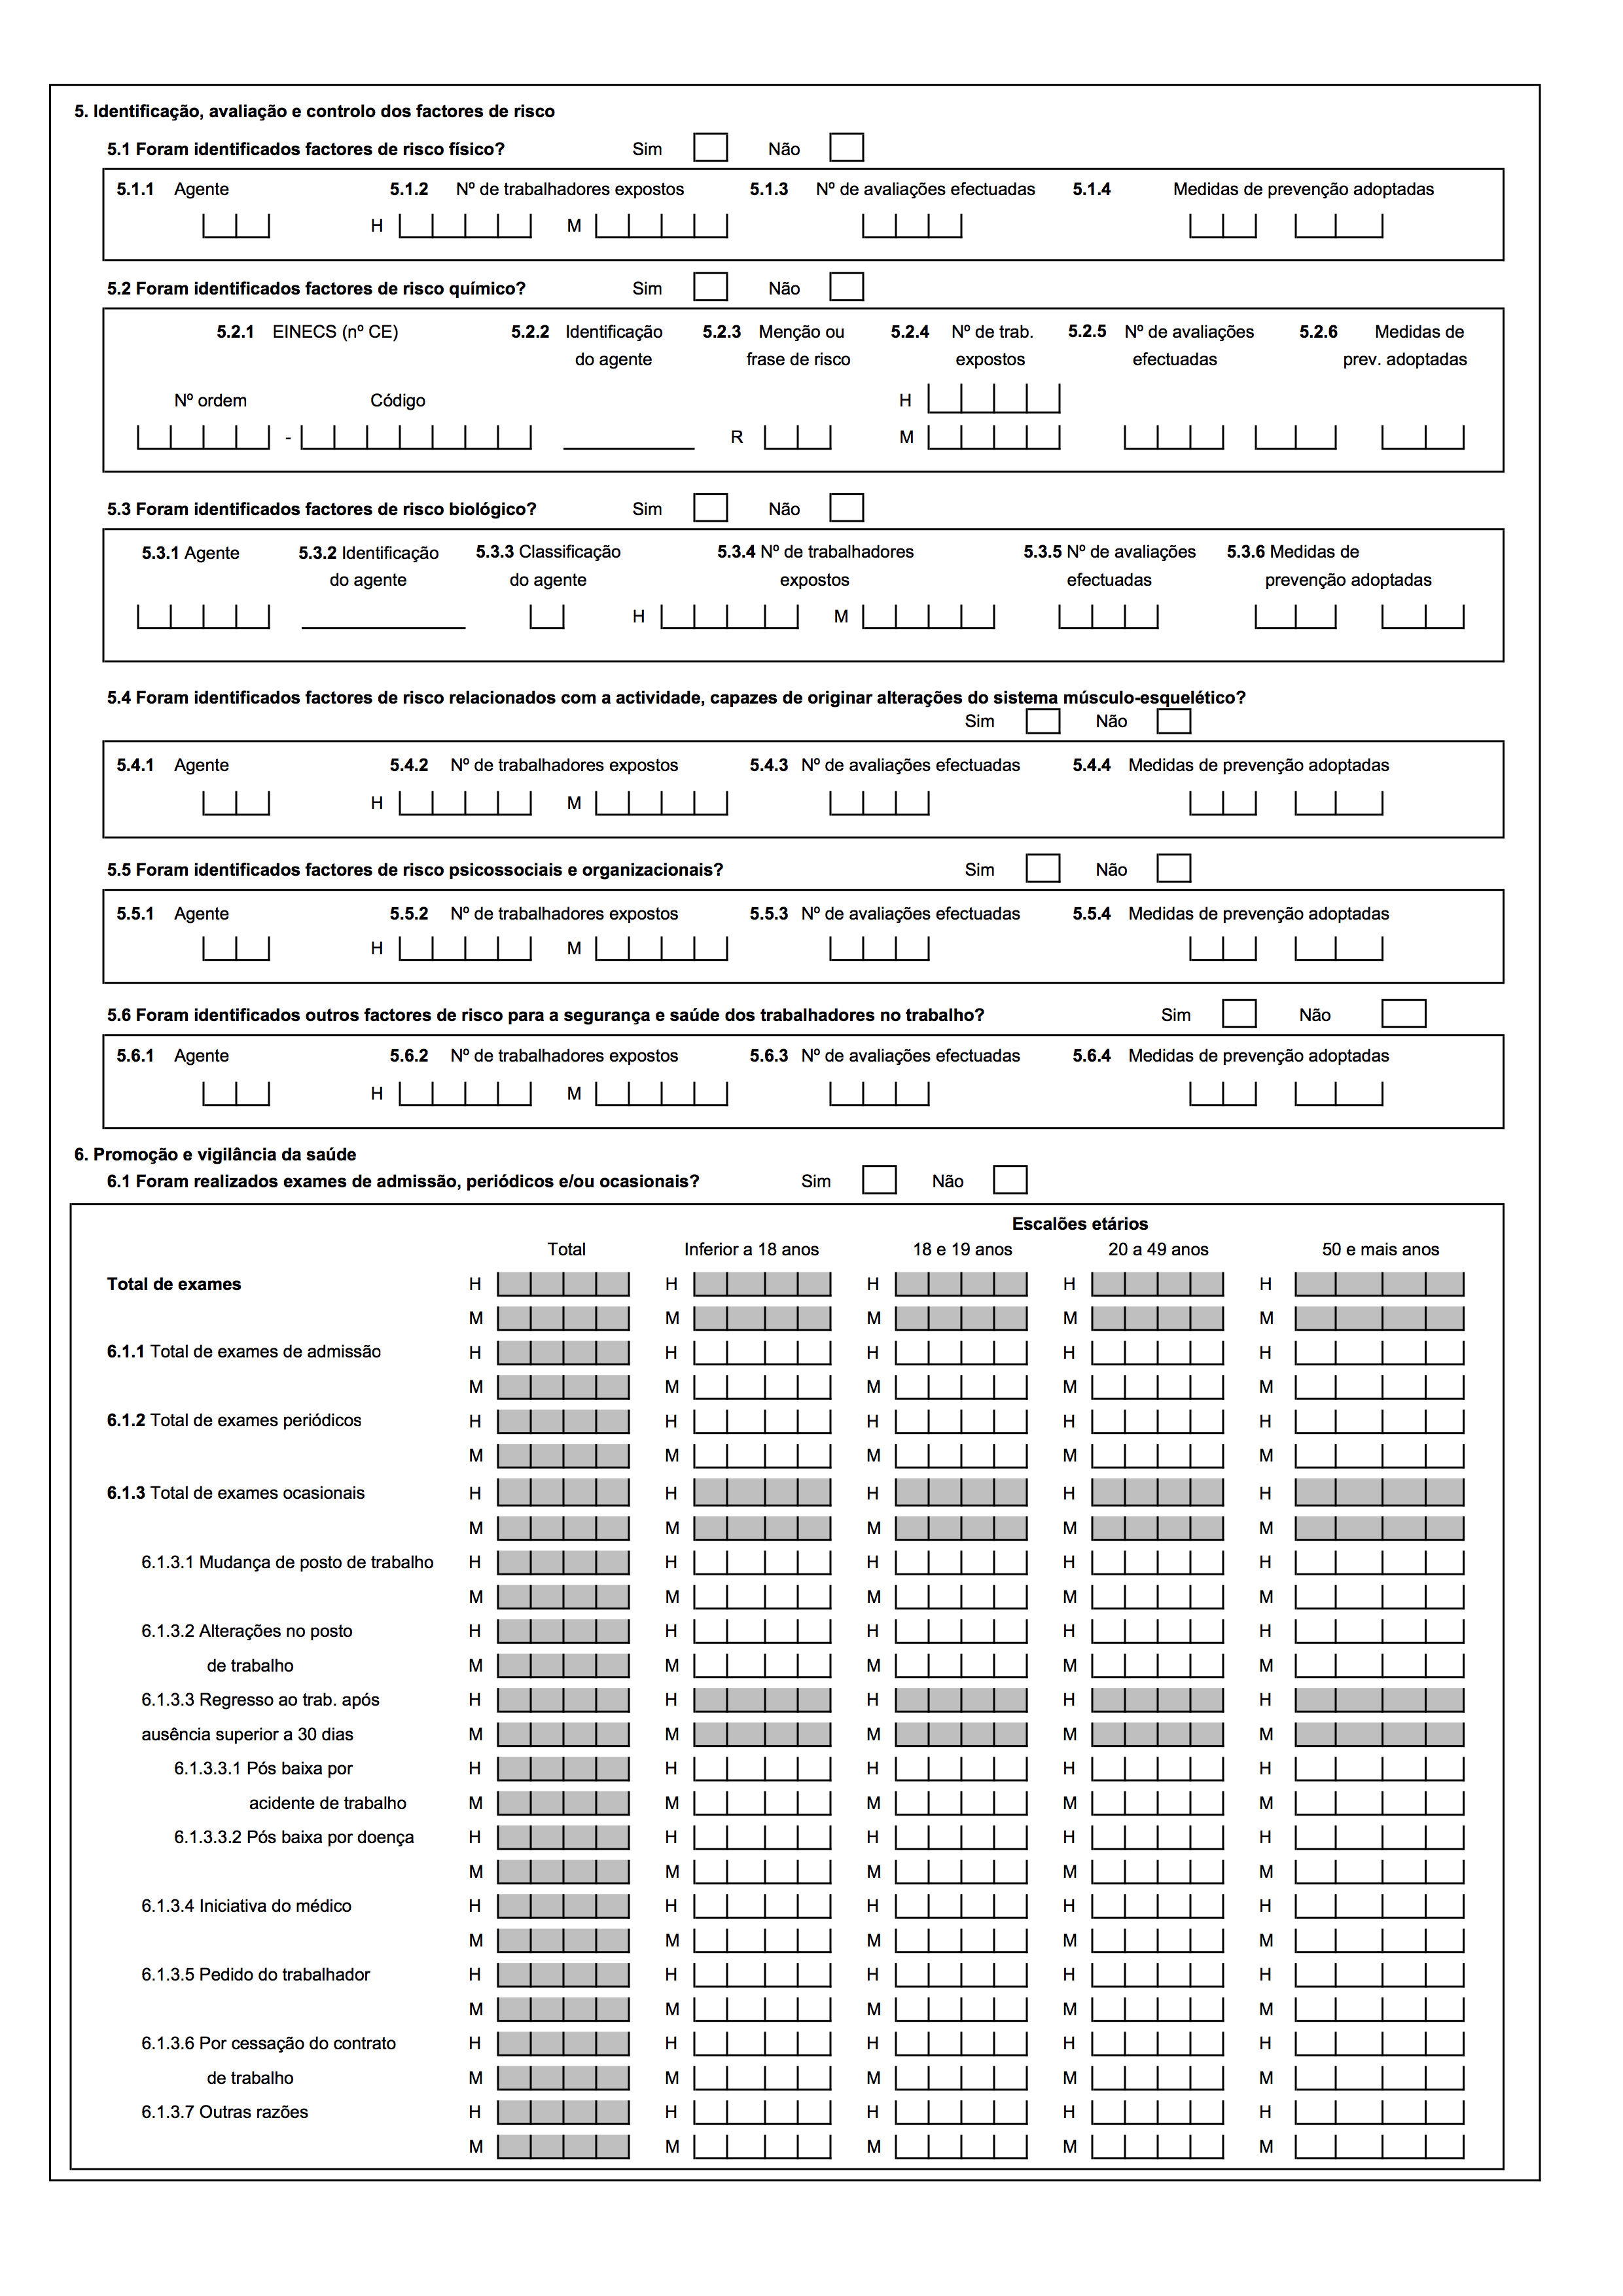 5. Identificação, avaliação e controlo dos factores de risco
5.1 Foram identificados factores de risco físico? Sim Não
5.1.1 Agente 5.1.2 Nº de trabalhadores expostos 5.1.3 Nº de avaliações efectuadas 5.1.4 Medidas de prevenção adoptadas
H M
5.2 Foram identificados factores de risco químico? Sim Não
5.2.1 EINECS (nº CE) 5.2.2 Identificação 5.2.3 Menção ou 5.2.4 Nº de trab. 5.2.5 Nº de avaliações 5.2.6 Medidas de
do agente frase de risco expostos efectuadas prev. adoptadas
Nº ordem Código H
- R M
5.3 Foram identificados factores de risco biológico? Sim Não
5.3.1 Agente 5.3.2 Identificação 5.3.3 Classificação 5.3.4 Nº de trabalhadores 5.3.5 Nº de avaliações 5.3.6 Medidas de
do agente do agente expostos efectuadas prevenção adoptadas
H M
5.4 Foram identificados factores de risco relacionados com a actividade, capazes de originar alterações do sistema músculo-esquelético?
Sim Não
5.4.1 Agente 5.4.2 Nº de trabalhadores expostos 5.4.3 Nº de avaliações efectuadas 5.4.4 Medidas de prevenção adoptadas
H M
5.5 Foram identificados factores de risco psicossociais e organizacionais? Sim Não
5.5.1 Agente 5.5.2 Nº de trabalhadores expostos 5.5.3 Nº de avaliações efectuadas 5.5.4 Medidas de prevenção adoptadas
H M
5.6 Foram identificados outros factores de risco para a segurança e saúde dos trabalhadores no trabalho? Sim Não
5.6.1 Agente 5.6.2 Nº de trabalhadores expostos 5.6.3 Nº de avaliações efectuadas 5.6.4 Medidas de prevenção adoptadas
H M
6. Promoção e vigilância da saúde
6.1 Foram realizados exames de admissão, periódicos e/ou ocasionais? Sim Não
Escalões etários
Total Inferior a 18 anos 18 e 19 anos 20 a 49 anos 50 e mais anos
Total de exames H H H H H
M M M M M
6.1.1 Total de exames de admissão H H H H H
M M M M M
6.1.2 Total de exames periódicos H H H H H
M M M M M
6.1.3 Total de exames ocasionais H H H H H
M M M M M
6.1.3.1 Mudança de posto de trabalho H H H H H
M M M M M
6.1.3.2 Alterações no posto H H H H H
de trabalho M M M M M
6.1.3.3 Regresso ao trab. após H H H H H
ausência superior a 30 dias M M M M M
6.1.3.3.1 Pós baixa por H H H H H
acidente de trabalho M M M M M
6.1.3.3.2 Pós baixa por doença H H H H H
M M M M M
6.1.3.4 Iniciativa do médico H H H H H
M M M M M
6.1.3.5 Pedido do trabalhador H H H H H
M M M M M
6.1.3.6 Por cessação do contrato H H H H H
de trabalho M M M M M
6.1.3.7 Outras razões H H H H H
M M M M M